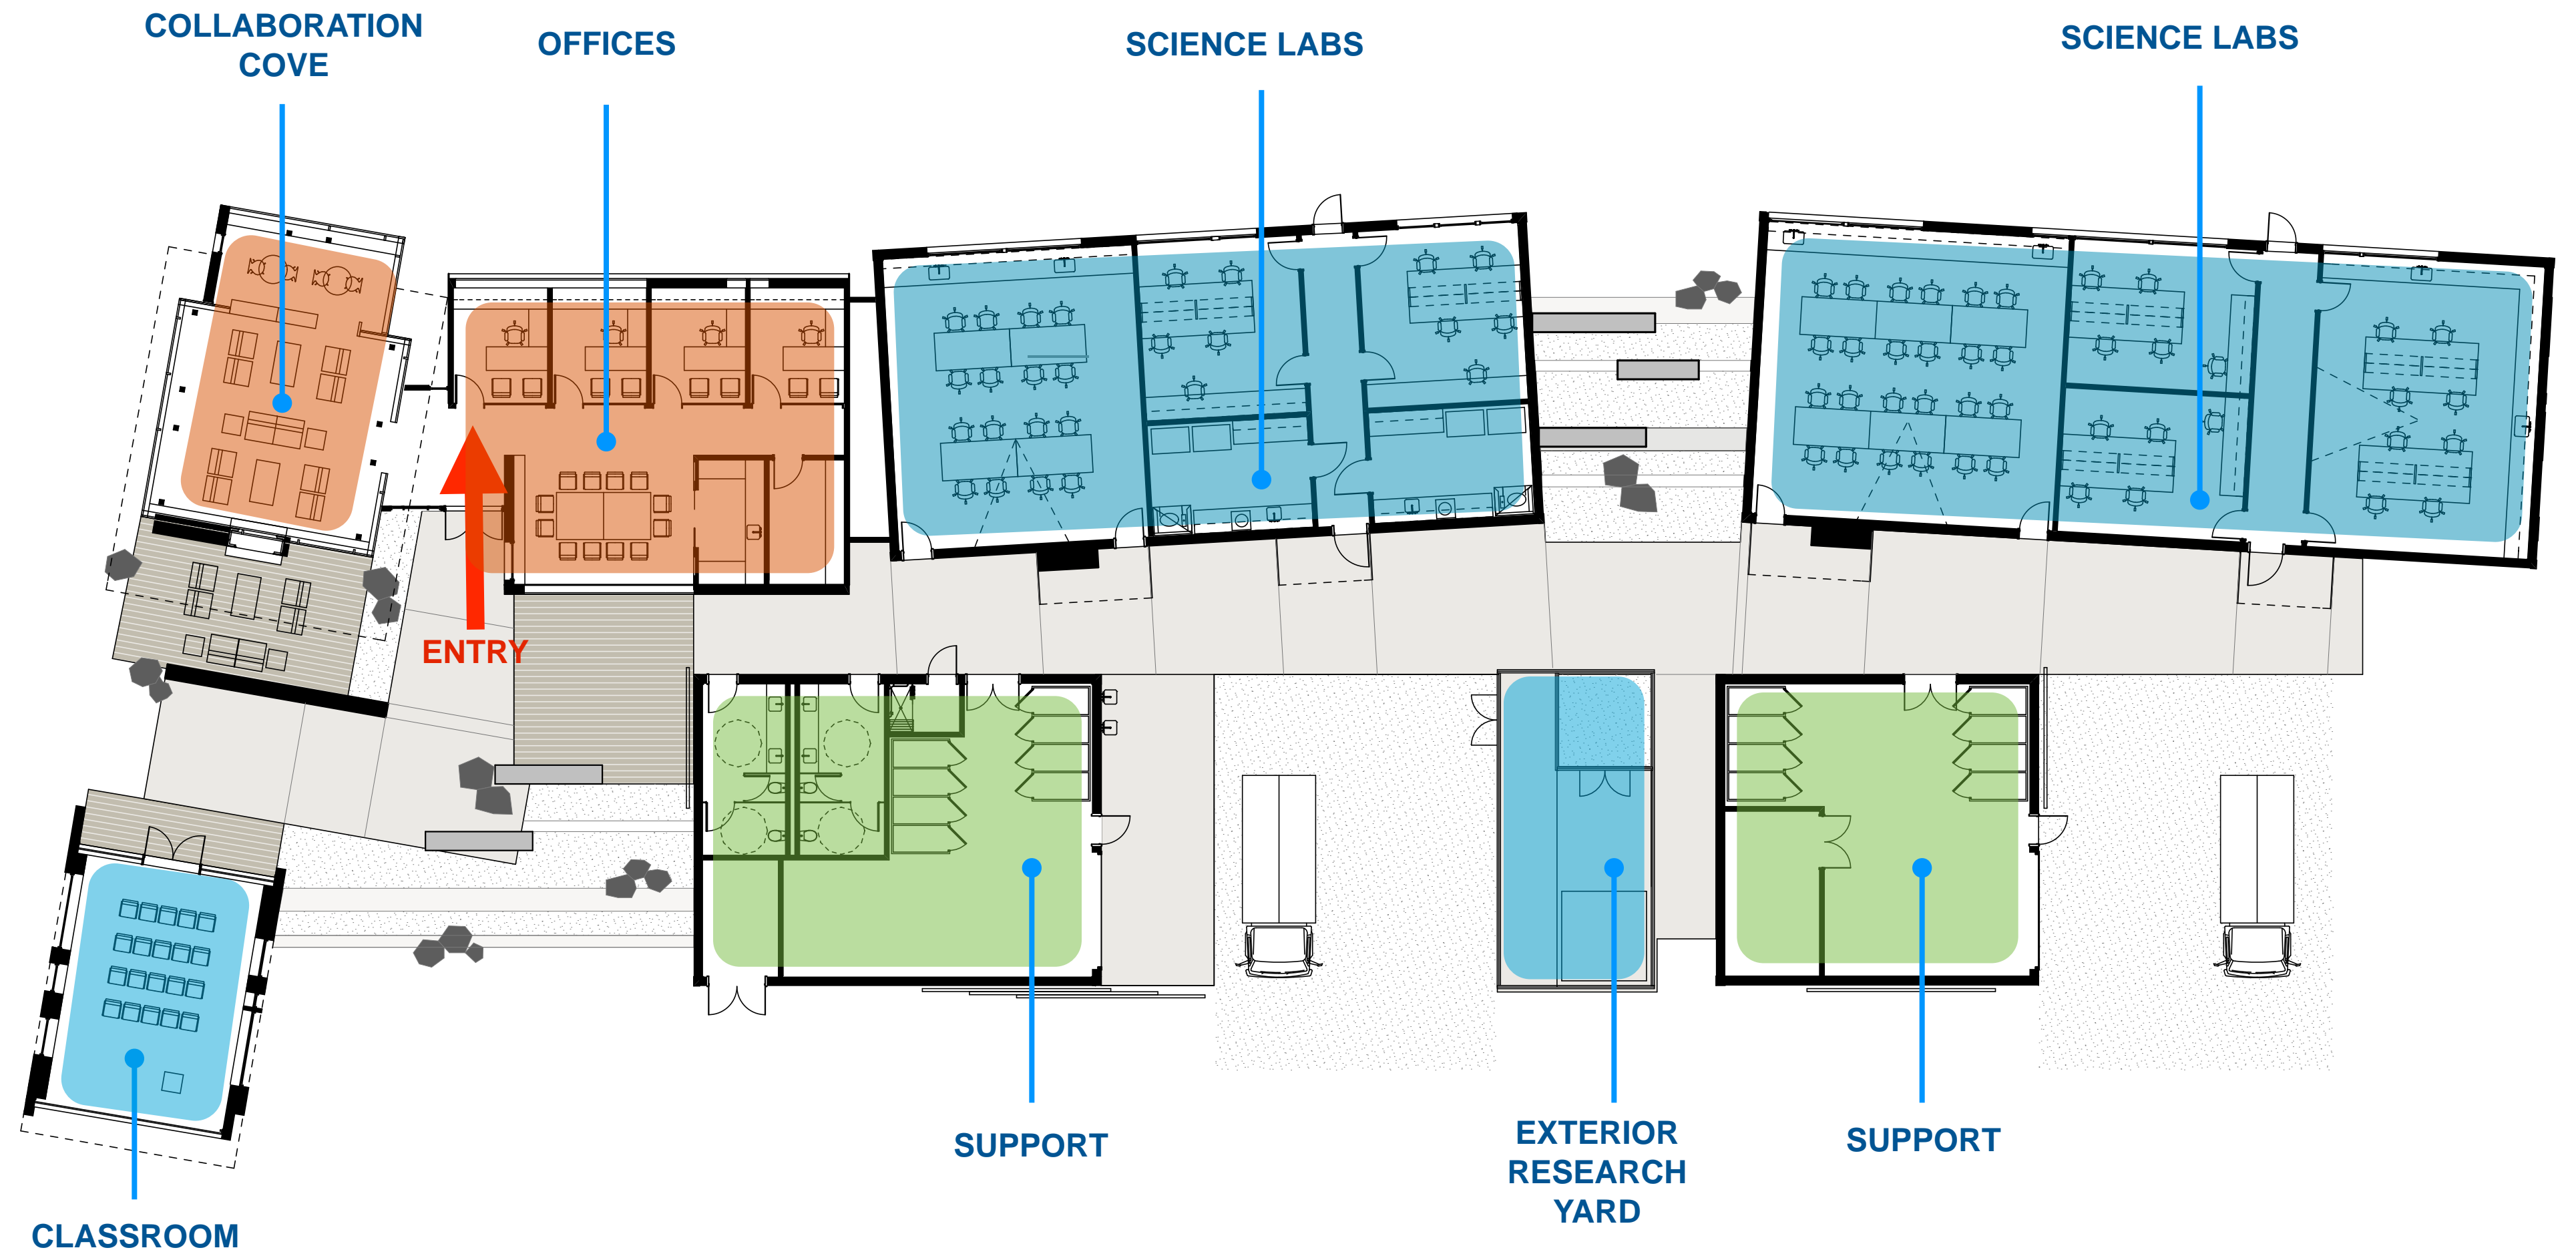 COLLABORATION
COVE
OFFICES
SCIENCE LABS
SCIENCE LABS
ENTRY
SUPPORT
EXTERIOR
RESEARCH
YARD
SUPPORT
CLASSROOM